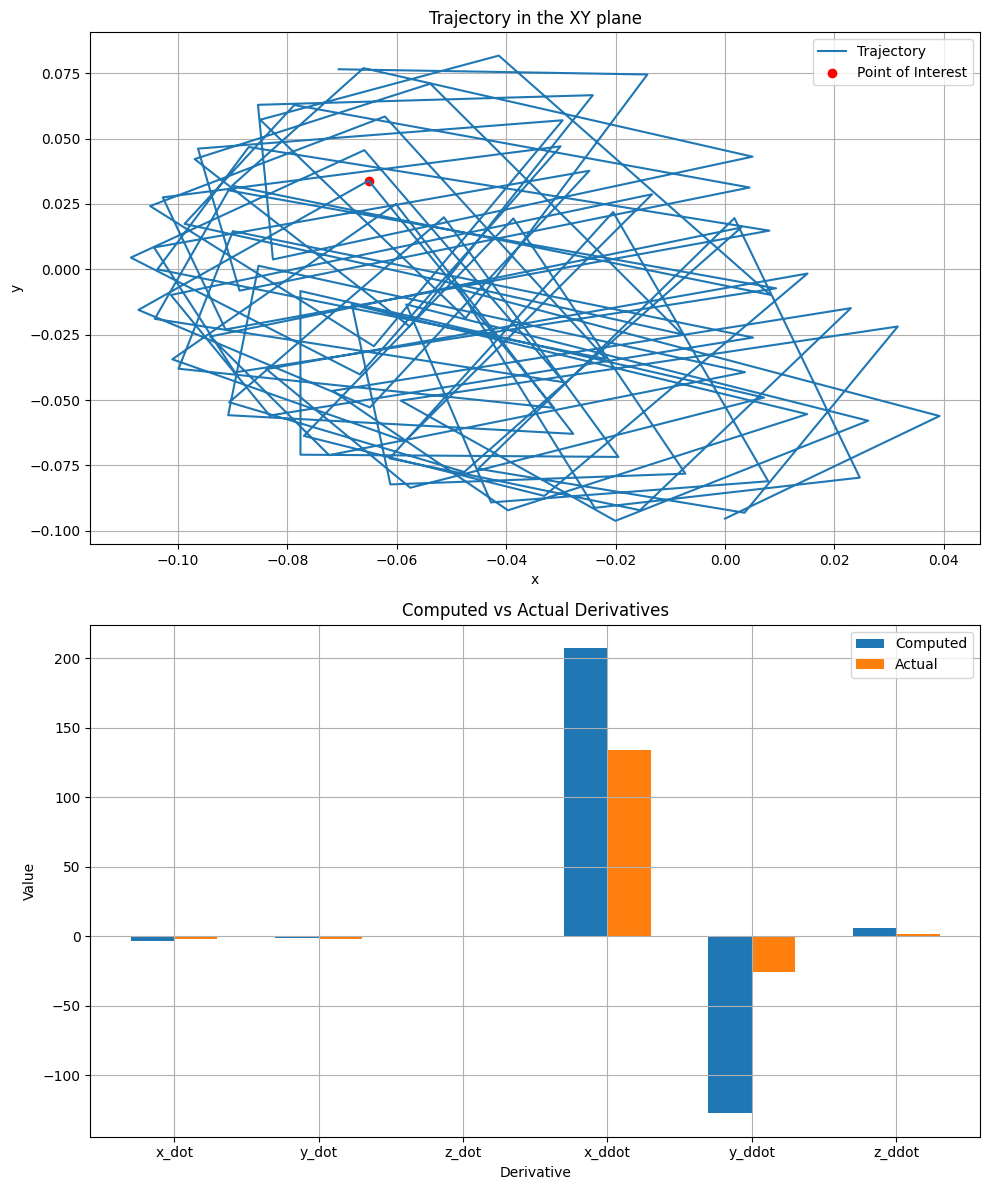 Trajectory in the XY plane
Trajectory
Point of Interest
0.075
0.050
0.025
0.000
−0.025
−0.050
−0.075
−0.100
y
−0.10 −0.08 −0.06 −0.04 −0.02 0.00 0.02 0.04
x
Computed vs Actual Derivatives
Computed
Actual
200
150
100
50
0
−50
−100
Value
x_dot y_dot z_dot x_ddot y_ddot z_ddot
Derivative